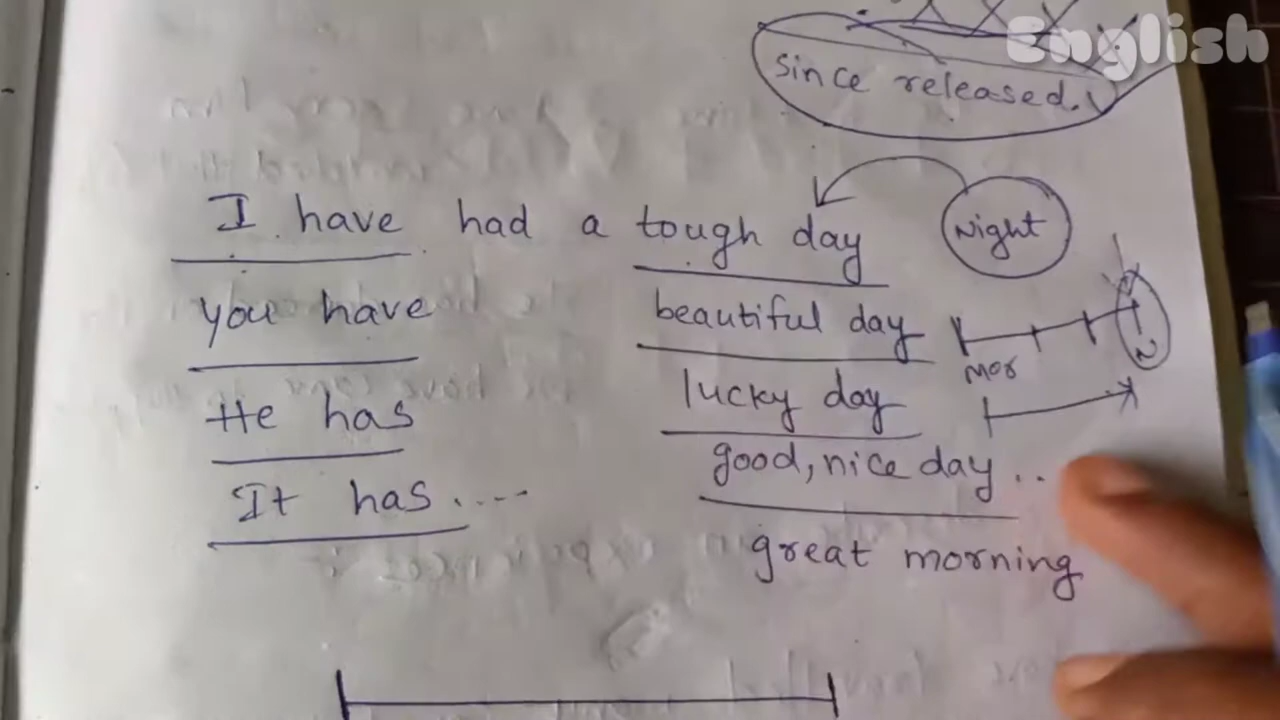 English
since released.
I have had a tough day
Night
you have beautiful day
Mor N
He has lucky day
It has.... good, nice day ..
great morning